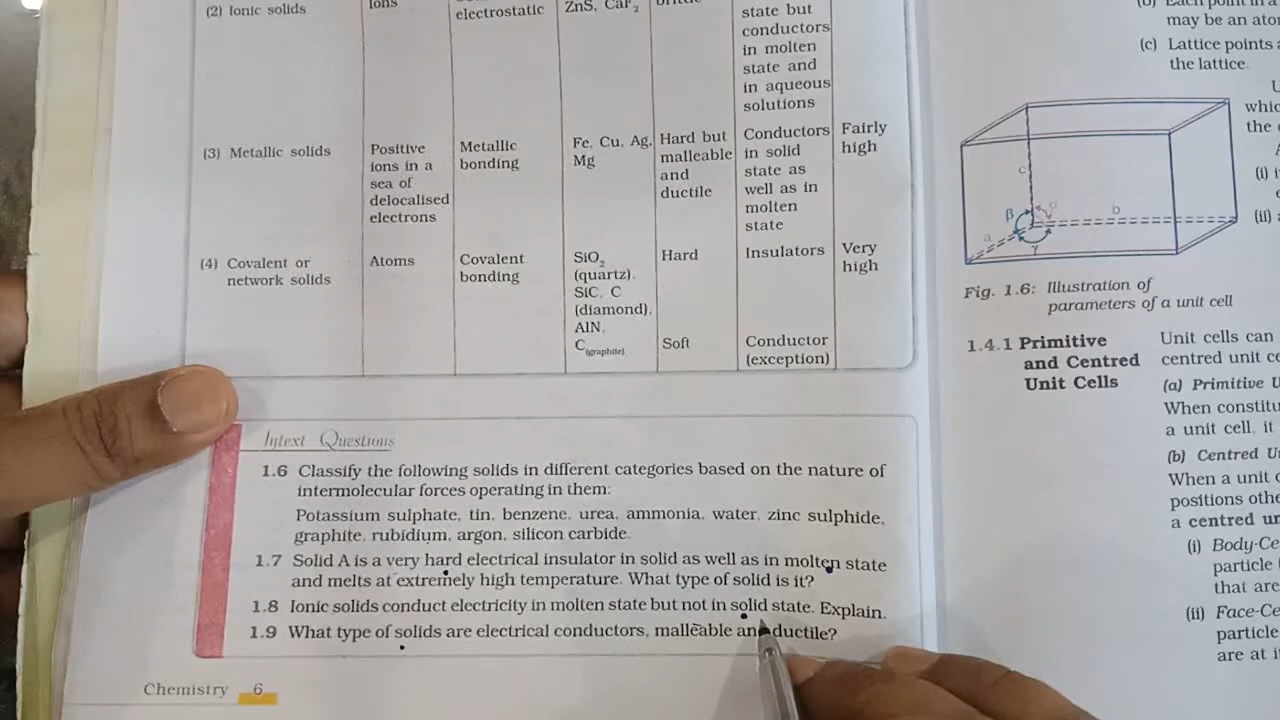 (2) Ionic solids
Ions
electrostatic
ZnS, CaF₂
state but
conductors
in molten
state and
in aqueous
solutions
(3) Metallic solids
Positive
ions in a
sea of
delocalised
electrons
Metallic
bonding
Fe, Cu, Ag,
Mg
Hard but
malleable
and
ductile
Conductors
in solid
state as
well as in
molten
state
Fairly
high
(4) Covalent or
network solids
Atoms
Covalent
bonding
SiO₂
(quartz),
SiC, C
(diamond),
AlN,
C(graphite)
Hard
Soft
Insulators
Conductor
(exception)
Very
high
Intext Questions
1.6 Classify the following solids in different categories based on the nature of
intermolecular forces operating in them:
Potassium sulphate, tin, benzene, urea, ammonia, water, zinc sulphide,
graphite, rubidium, argon, silicon carbide.
1.7 Solid A is a very hard electrical insulator in solid as well as in molten state
and melts at extremely high temperature. What type of solid is it?
1.8 Ionic solids conduct electricity in molten state but not in solid state. Explain.
1.9 What type of solids are electrical conductors, malleable and ductile?
Chemistry 6
may be an
(c) Lattice points
the lattice.
the
(i)
(ii)
c
β
α
b
a
γ
Fig. 1.6: Illustration of
parameters of a unit cell
1.4.1 Primitive
and Centred
Unit Cells
Unit cells can
centred unit
(a) Primitive
When
a unit cell, it
(b) Centred
When a unit
positions
a centred
(i)
particle
that are
(ii)
particle
are at